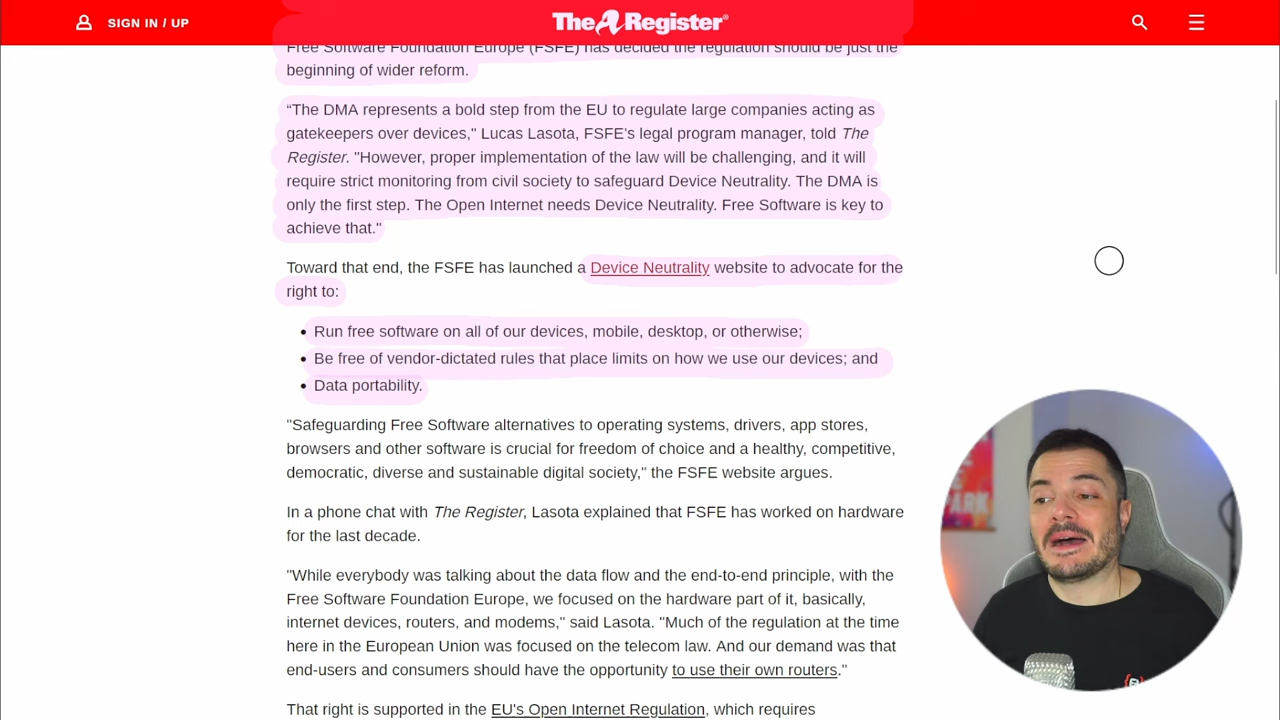 SIGN IN / UP
The Register®
Free Software Foundation Europe (FSFE) has decided the regulation should be just the
beginning of wider reform.
“The DMA represents a bold step from the EU to regulate large companies acting as
gatekeepers over devices," Lucas Lasota, FSFE's legal program manager, told The
Register. "However, proper implementation of the law will be challenging, and it will
require strict monitoring from civil society to safeguard Device Neutrality. The DMA is
only the first step. The Open Internet needs Device Neutrality. Free Software is key to
achieve that."
Toward that end, the FSFE has launched a Device Neutrality website to advocate for the
right to:
• Run free software on all of our devices, mobile, desktop, or otherwise;
• Be free of vendor-dictated rules that place limits on how we use our devices; and
• Data portability.
"Safeguarding Free Software alternatives to operating systems, drivers, app stores,
browsers and other software is crucial for freedom of choice and a healthy, competitive,
democratic, diverse and sustainable digital society," the FSFE website argues.
In a phone chat with The Register, Lasota explained that FSFE has worked on hardware
for the last decade.
"While everybody was talking about the data flow and the end-to-end principle, with the
Free Software Foundation Europe, we focused on the hardware part of it, basically,
internet devices, routers, and modems," said Lasota. "Much of the regulation at the time
here in the European Union was focused on the telecom law. And our demand was that
end-users and consumers should have the opportunity to use their own routers."
That right is supported in the EU's Open Internet Regulation, which requires